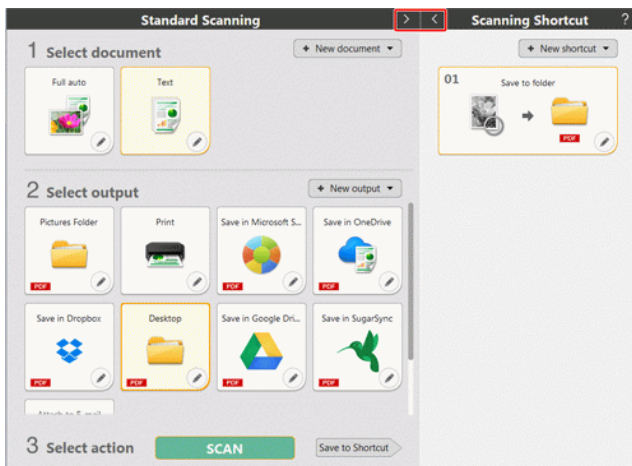 Standard Scanning
> <
Scanning Shortcut ?
1 Select document
+ New document
Full auto
Text
2 Select output
+ New output
Pictures Folder
Print
Save in Microsoft S...
Save in OneDrive
PDF
PDF
PDF
Save in Dropbox
Desktop
Save in Google Dri...
Save in SugarSync
PDF
PDF
PDF
PDF
Attach to E-mail
3 Select action
SCAN
Save to Shortcut
+ New shortcut
01 Save to folder
PDF